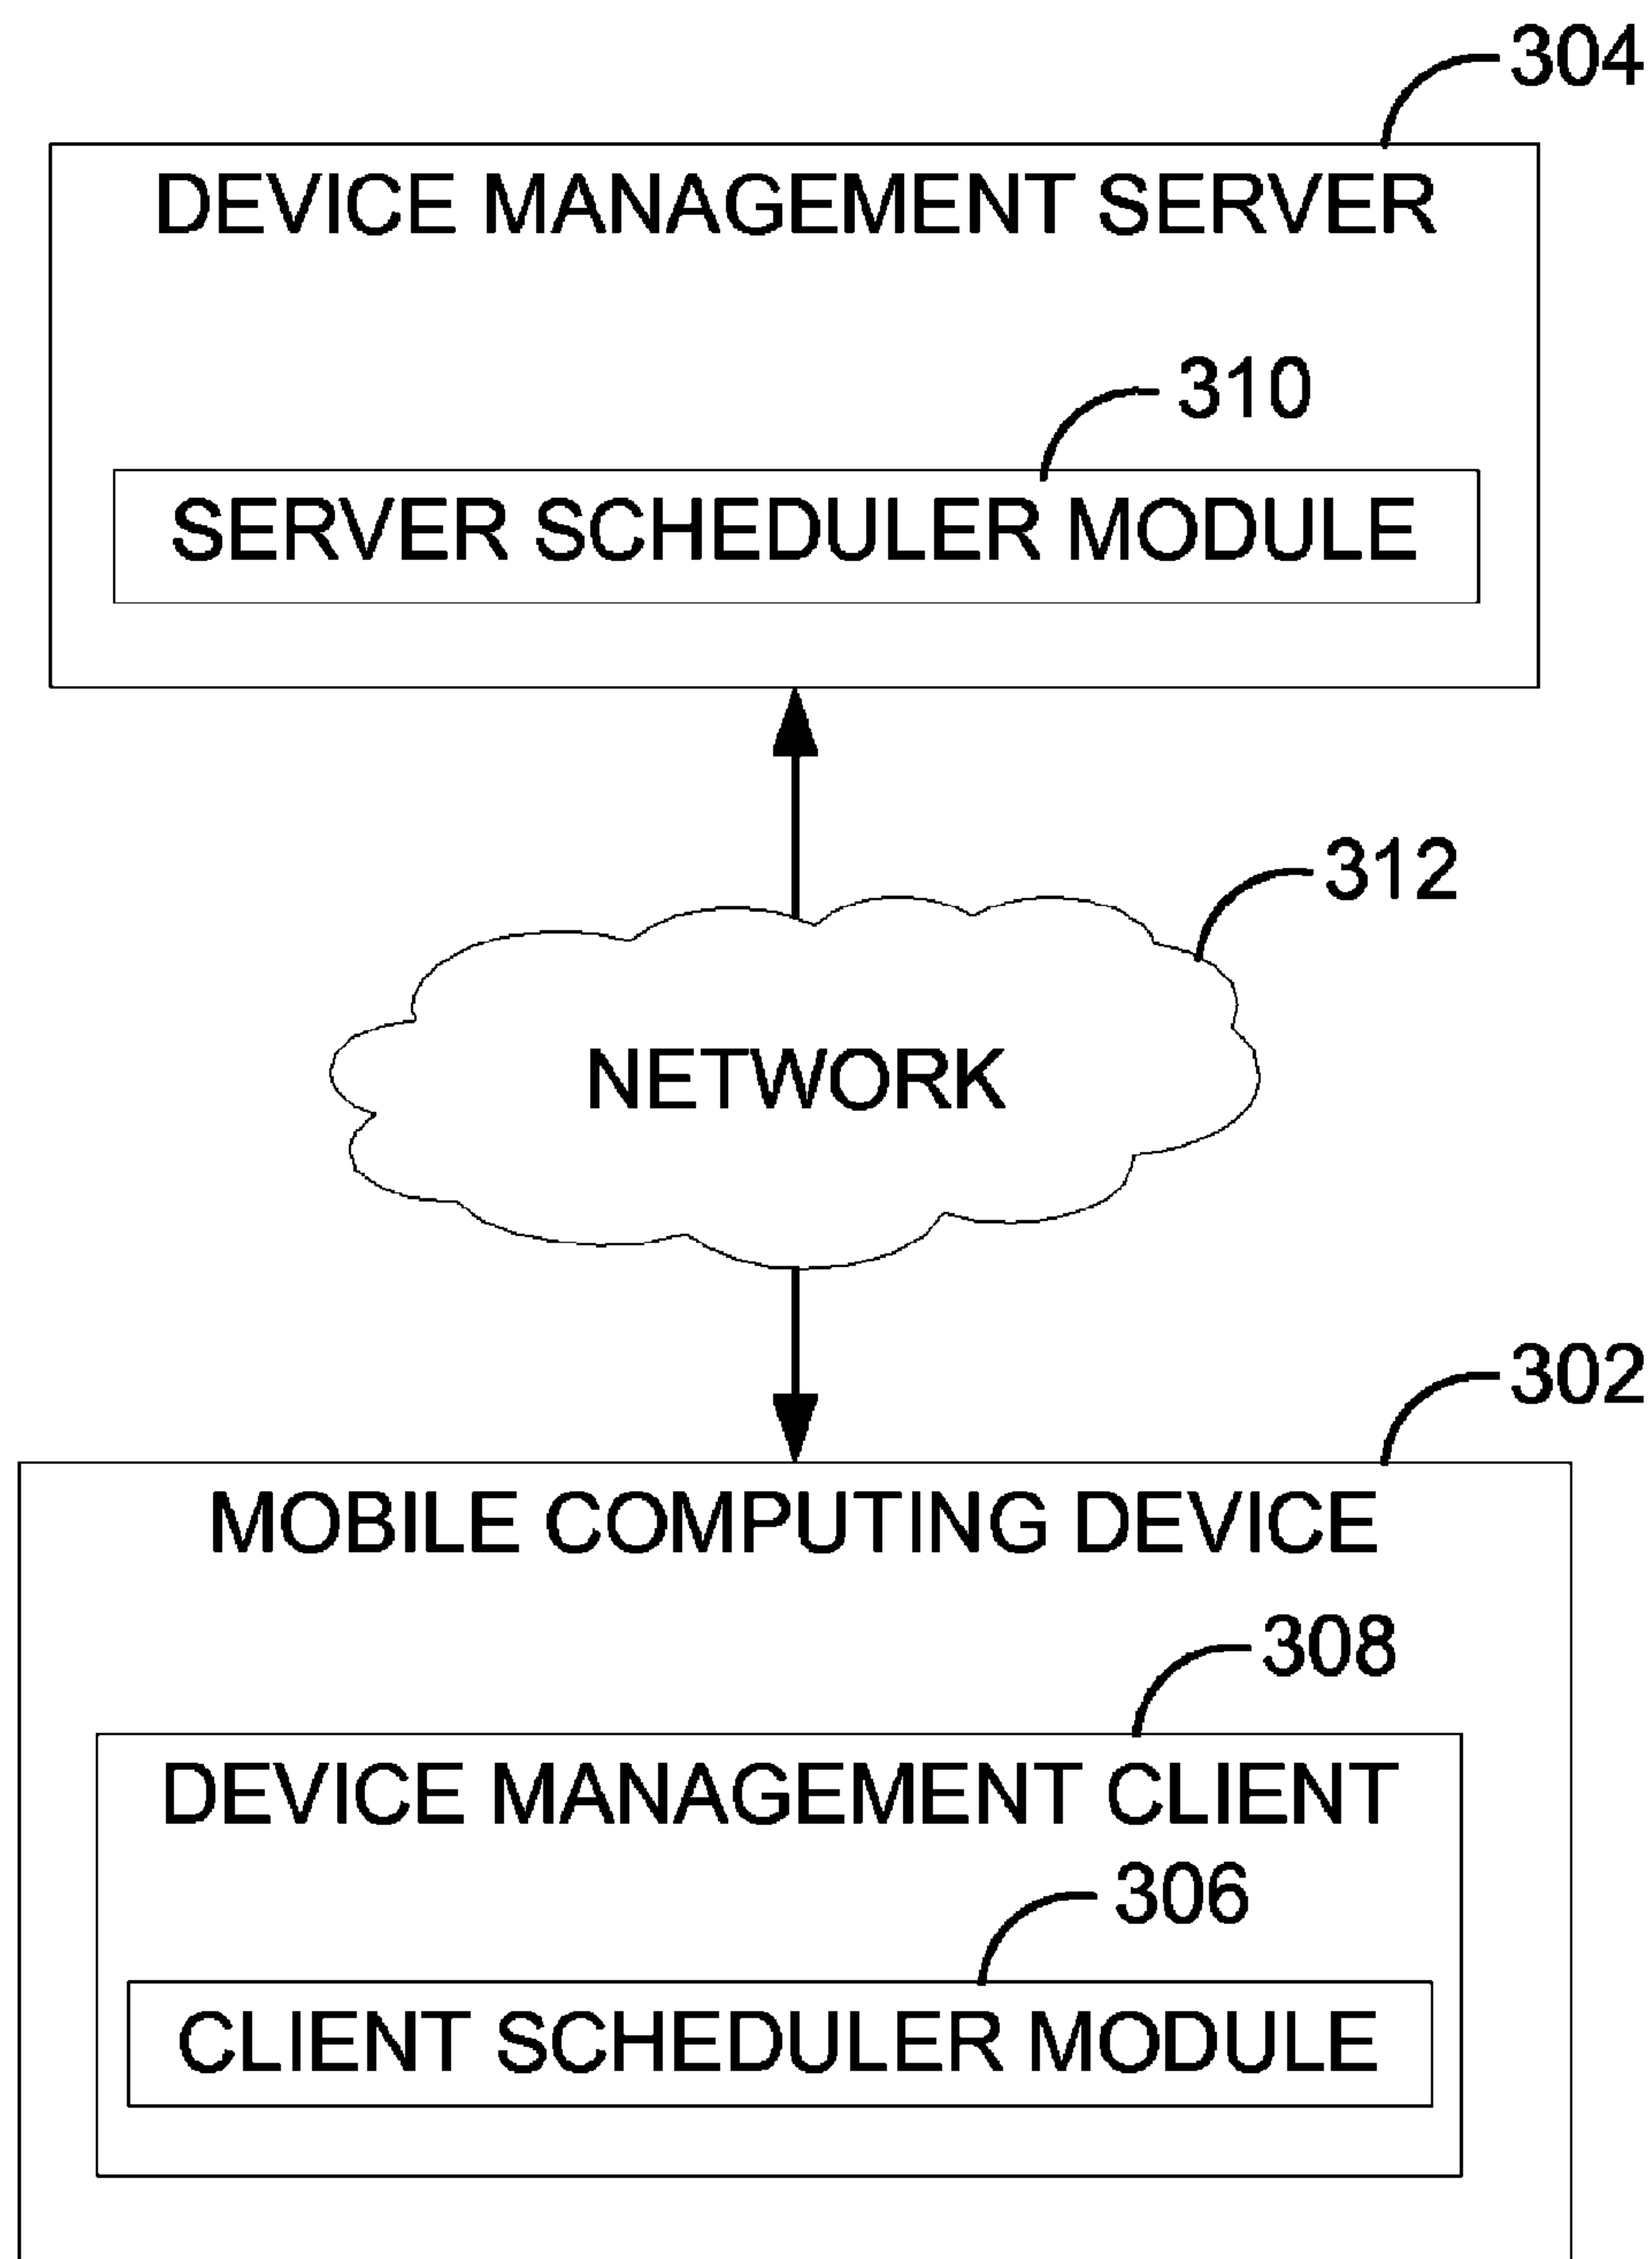 304
DEVICE MANAGEMENT SERVER
310
SERVER SCHEDULER MODULE
312
NETWORK
302
MOBILE COMPUTING DEVICE
308
DEVICE MANAGEMENT CLIENT
306
CLIENT SCHEDULER MODULE